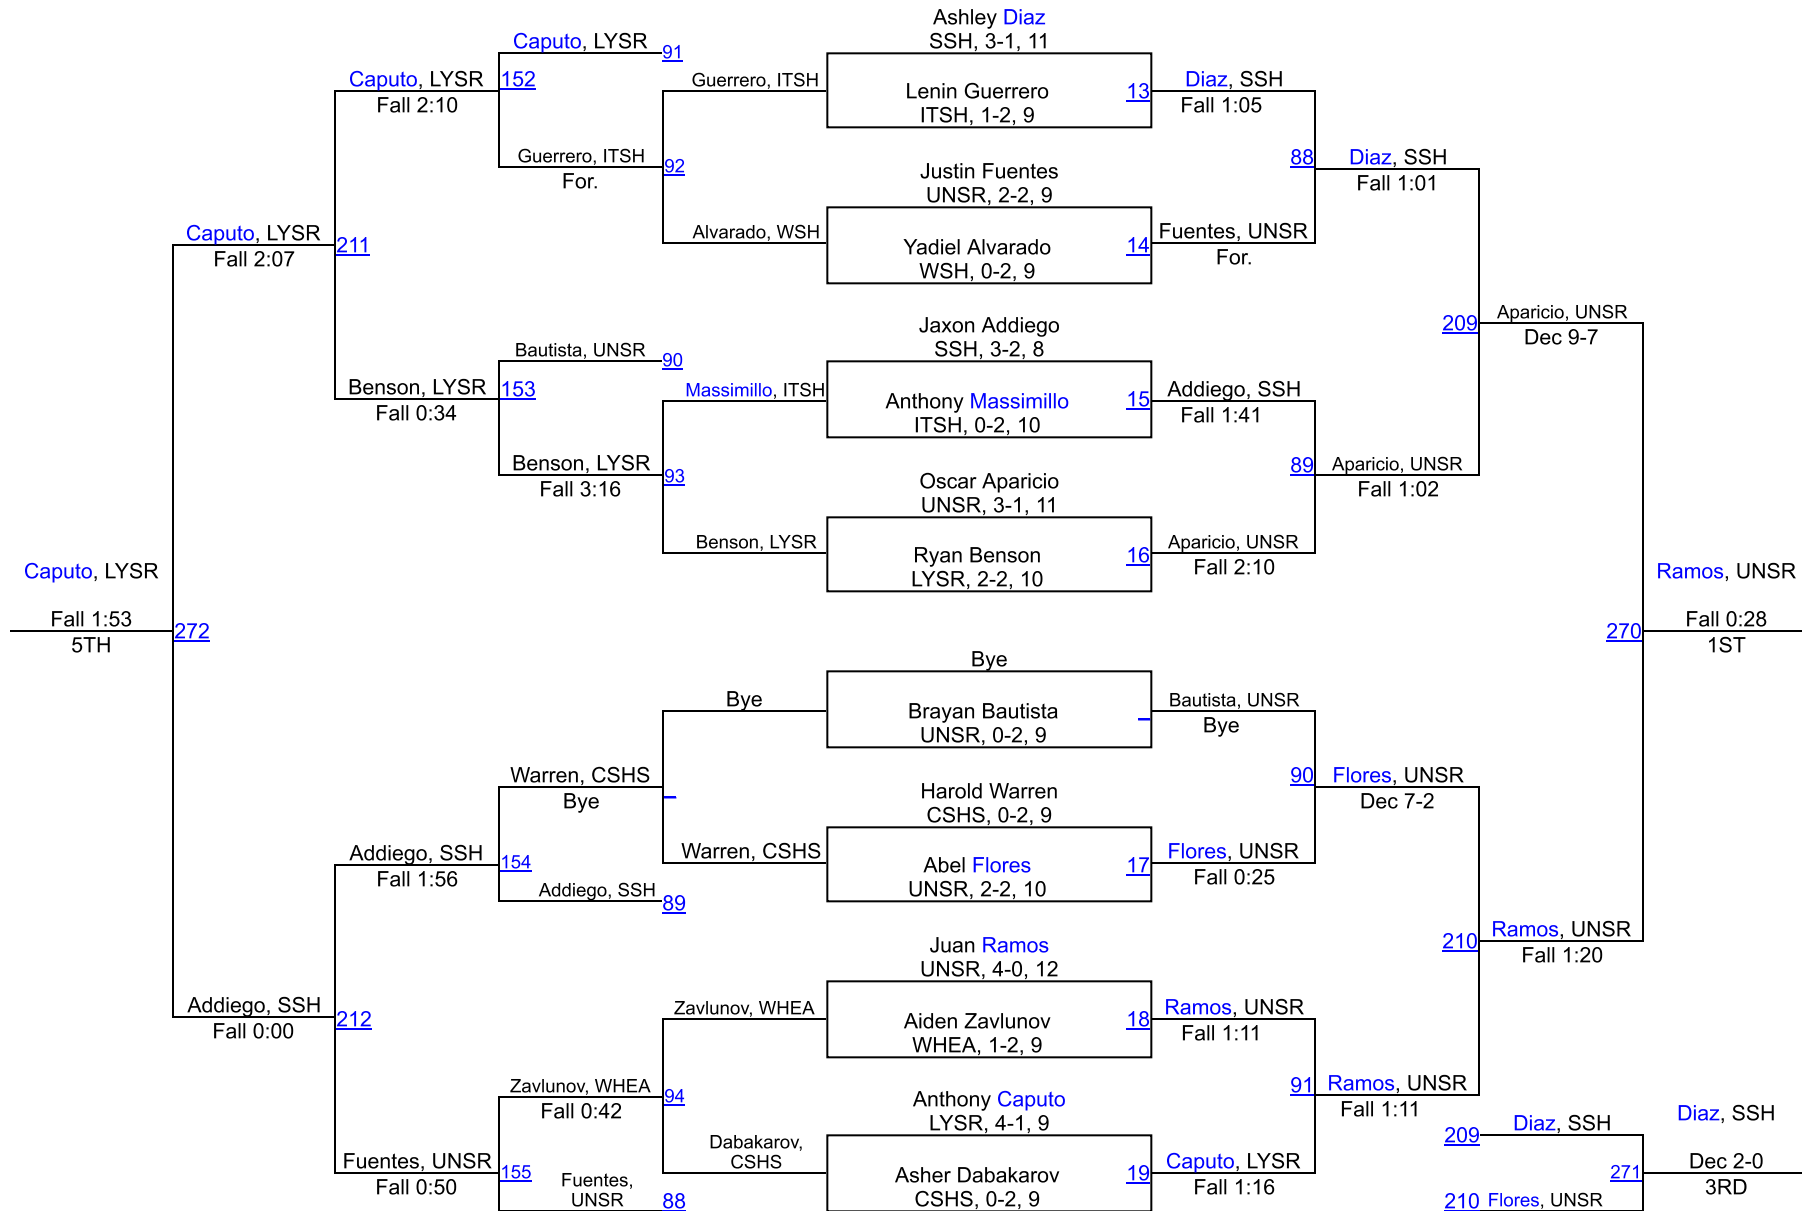 Ashley Diaz
SSH, 3-1, 11
Caputo, LYSR
91
Caputo, LYSR
152
Fall 2:10
Guerrero, ITSH
Lenin Guerrero
ITSH, 1-2, 9
13
Diaz, SSH
Fall 1:05
Guerrero, ITSH
For.
92
88
Diaz, SSH
Fall 1:01
Justin Fuentes
UNSR, 2-2, 9
Caputo, LYSR
Fall 2:07
211
Alvarado, WSH
Yadiel Alvarado
WSH, 0-2, 9
14
Fuentes, UNSR
For.
Jaxon Addiego
SSH, 3-2, 8
209
Aparicio, UNSR
Dec 9-7
Bautista, UNSR
90
Benson, LYSR
153
Fall 0:34
Massimillo, ITSH
Anthony Massimillo
ITSH, 0-2, 10
15
Addiego, SSH
Fall 1:41
Benson, LYSR
Fall 3:16
93
89
Aparicio, UNSR
Fall 1:02
Oscar Aparicio
UNSR, 3-1, 11
Benson, LYSR
Ryan Benson
LYSR, 2-2, 10
16
Aparicio, UNSR
Fall 2:10
Caputo, LYSR
Fall 1:53
5TH
272
Ramos, UNSR
270
Fall 0:28
1ST
Bye
Bye
Brayan Bautista
UNSR, 0-2, 9
Bautista, UNSR
Bye
Warren, CSHS
Bye
90
Flores, UNSR
Dec 7-2
Harold Warren
CSHS, 0-2, 9
Addiego, SSH
154
Fall 1:56
Warren, CSHS
Abel Flores
UNSR, 2-2, 10
17
Flores, UNSR
Fall 0:25
Addiego, SSH
89
Juan Ramos
UNSR, 4-0, 12
210
Ramos, UNSR
Fall 1:20
Addiego, SSH
Fall 0:00
212
Zavlunov, WHEA
Aiden Zavlunov
WHEA, 1-2, 9
18
Ramos, UNSR
Fall 1:11
Zavlunov, WHEA
Fall 0:42
94
91
Ramos, UNSR
Fall 1:11
Anthony Caputo
LYSR, 4-1, 9
Fuentes, UNSR
155
Fall 0:50
Dabakarov,
CSHS
Asher Dabakarov
CSHS, 0-2, 9
19
Caputo, LYSR
Fall 1:16
Fuentes,
UNSR
88
209
Diaz, SSH
Diaz, SSH
271
Dec 2-0
3RD
210
Flores, UNSR